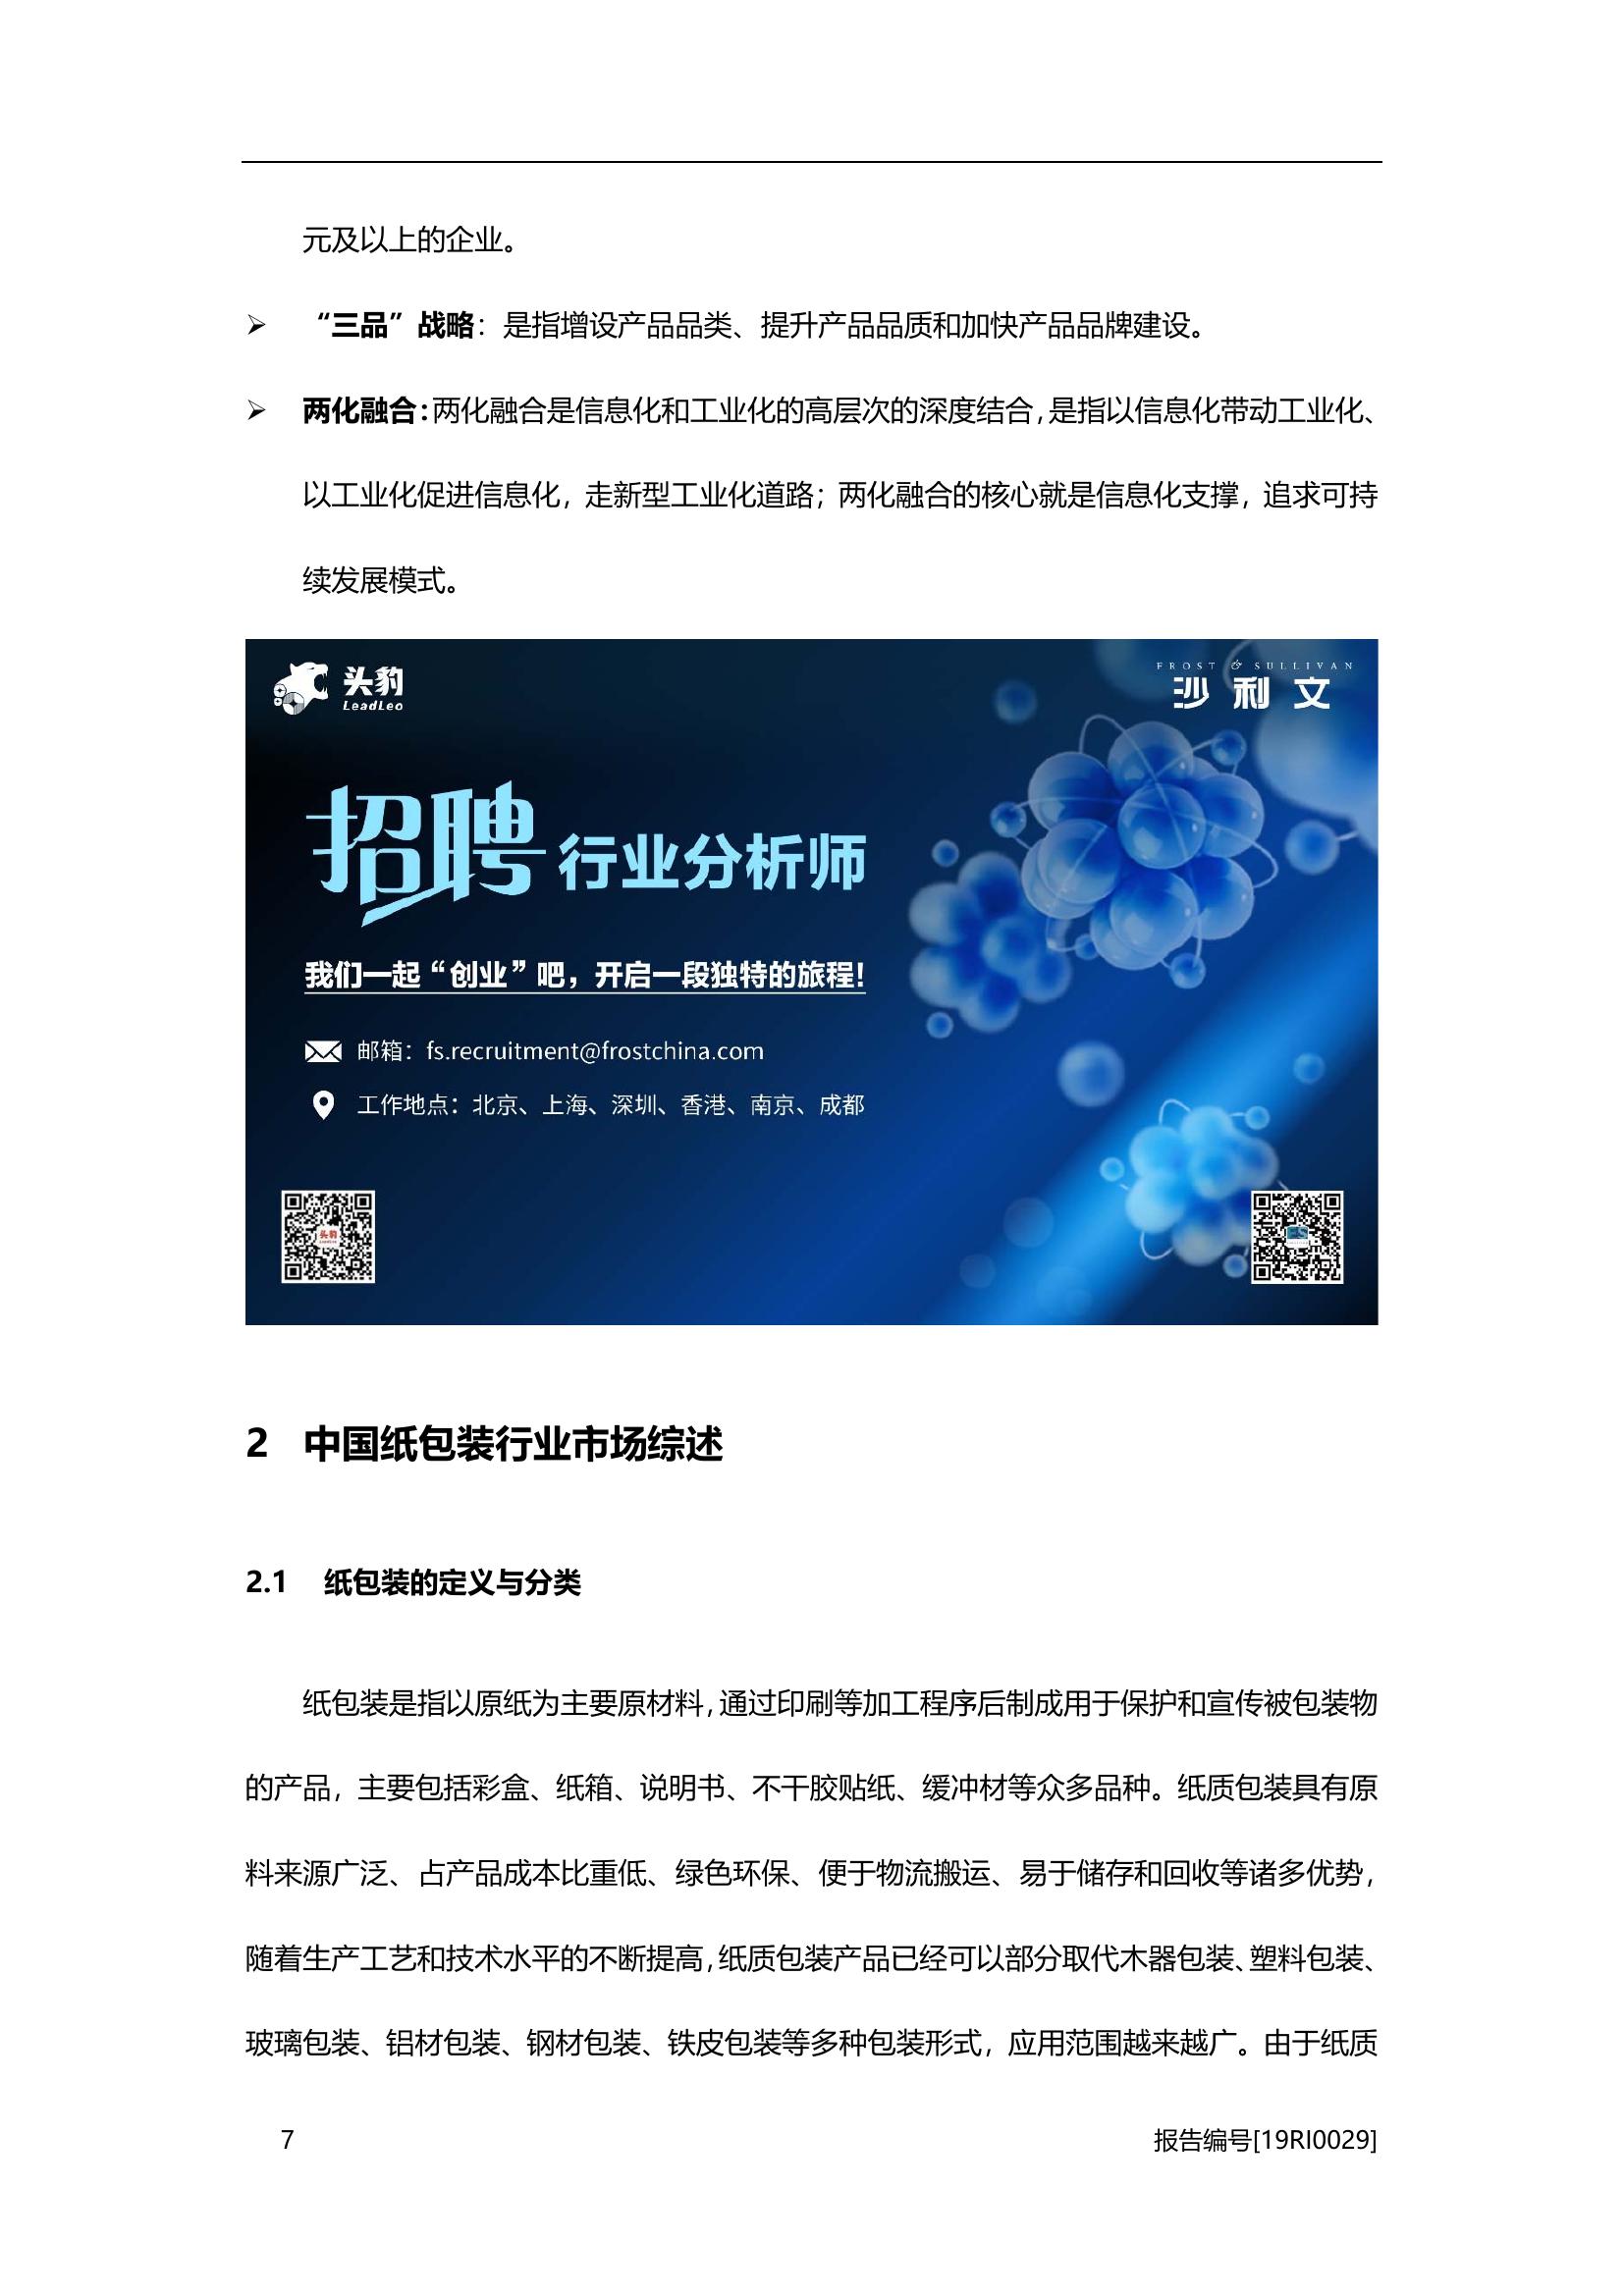 元及以上的企业。
➢ “三品”战略：是指增设产品品类、提升产品品质和加快产品品牌建设。
➢ 两化融合：两化融合是信息化和工业化的高层次的深度结合，是指以信息化带动工业化、
以工业化促进信息化，走新型工业化道路；两化融合的核心就是信息化支撑，追求可持
续发展模式。
头豹
LeadLeo
FROST & SULLIVAN
沙利文
招聘行业分析师
我们一起“创业”吧，开启一段独特的旅程！
邮箱：fs.recruitment@frostchina.com
工作地点：北京、上海、深圳、香港、南京、成都
头豹
2 中国纸包装行业市场综述
2.1 纸包装的定义与分类
纸包装是指以原纸为主要原材料，通过印刷等加工程序后制成用于保护和宣传被包装物
的产品，主要包括彩盒、纸箱、说明书、不干胶贴纸、缓冲材等众多品种。纸质包装具有原
料来源广泛、占产品成本比重低、绿色环保、便于物流搬运、易于储存和回收等诸多优势，
随着生产工艺和技术水平的不断提高，纸质包装产品已经可以部分取代木器包装、塑料包装、
玻璃包装、铝材包装、钢材包装、铁皮包装等多种包装形式，应用范围越来越广。由于纸质
7
报告编号[19RI0029]